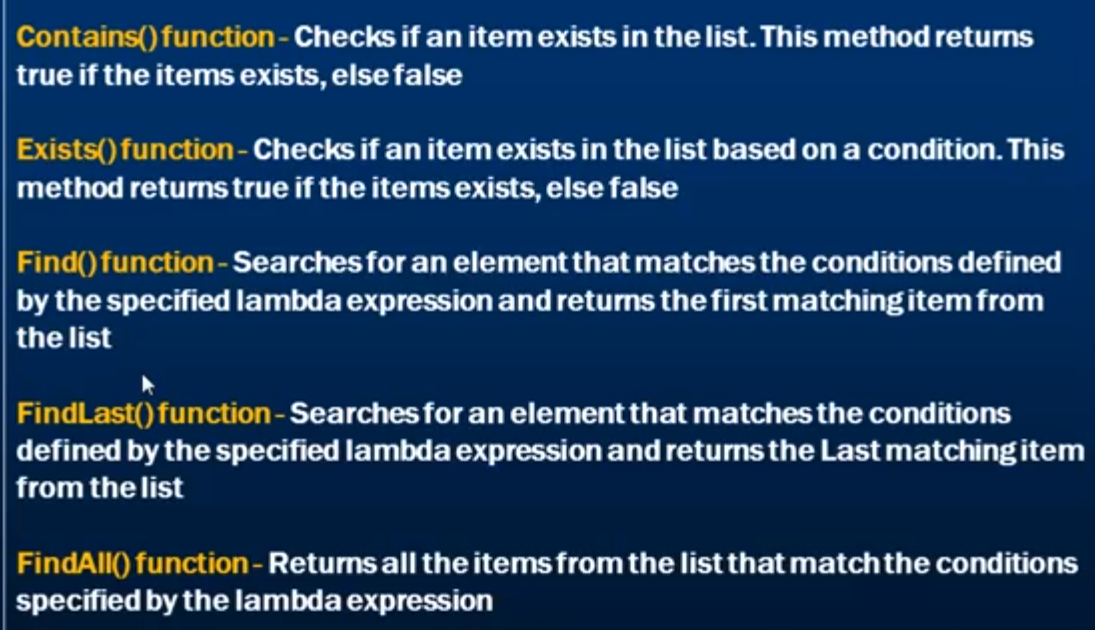 Contains() function - Checks if an item exists in the list. This method returns
true if the items exists, else false
Exists() function - Checks if an item exists in the list based on a condition. This
method returns true if the items exists, else false
Find() function - Searches for an element that matches the conditions defined
by the specified lambda expression and returns the first matching item from
the list
FindLast() function - Searches for an element that matches the conditions
defined by the specified lambda expression and returns the Last matching item
from the list
FindAll() function - Returns all the items from the list that match the conditions
specified by the lambda expression